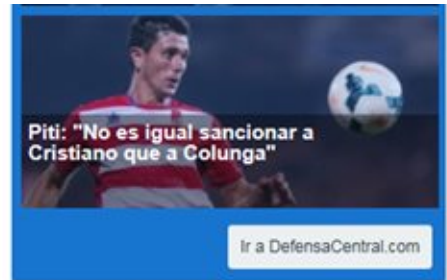 Piti: "No es igual sancionar a
Cristiano que a Colunga"
Ir a DefensaCentral.com